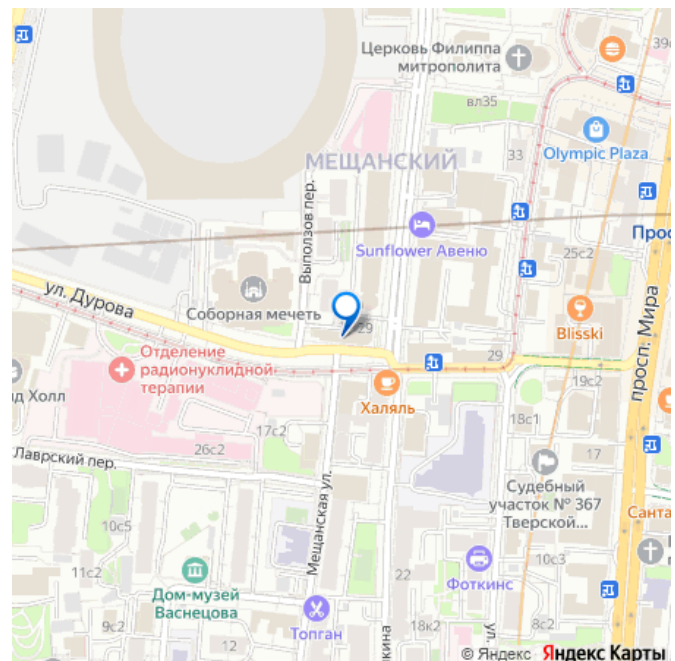 Церковь Филиппа
митрополита
39с
вл35
33
Olympic Plaza
МЕЩАНСКИЙ
Выползов пер.
Sunflower Авеню
25с2
Прос
ул. Дурова
Соборная мечеть
29
Blisski
просп. Мира
Отделение
радионуклидной
терапии
29
19с2
д Холл
Халяль
17с2
18с1
26с2
Лаврский пер.
17
Судебный
участок № 367
Тверской...
Санта
Мещанская ул.
10с5
11с2
Дом-музей
Васнецова
22
10с3
Фоткинс
9с2
12
Топган
кина
18к2
ул.
8с2
© Яндекс Яндекс Карты